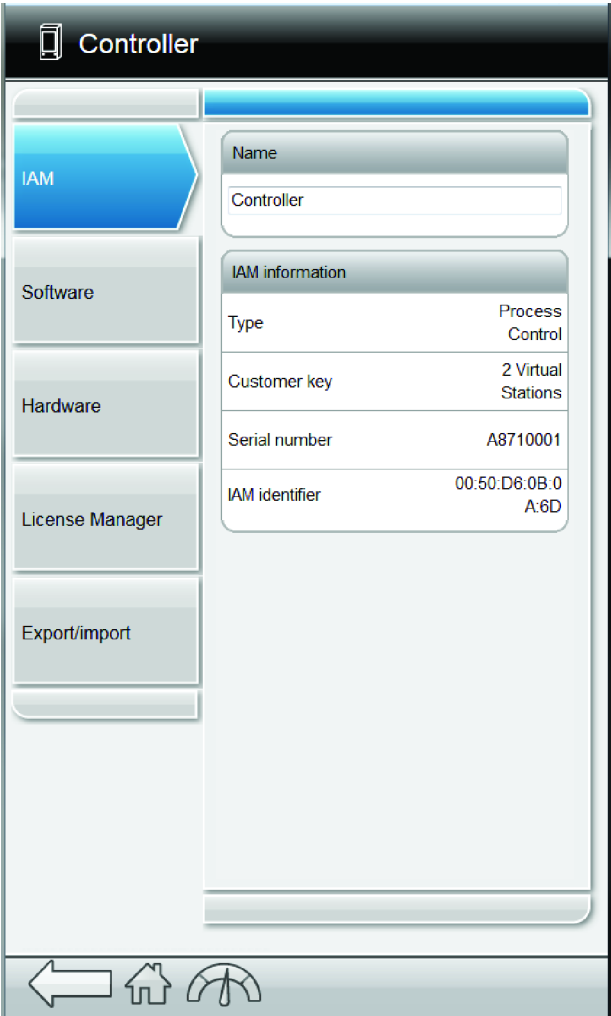 Controller
IAM
Software
Hardware
License Manager
Export/import
Name
Controller
IAM information
Type
Process
Control
Customer key
2 Virtual
Stations
Serial number
A8710001
IAM identifier
00:50:D6:0B:0
A:6D